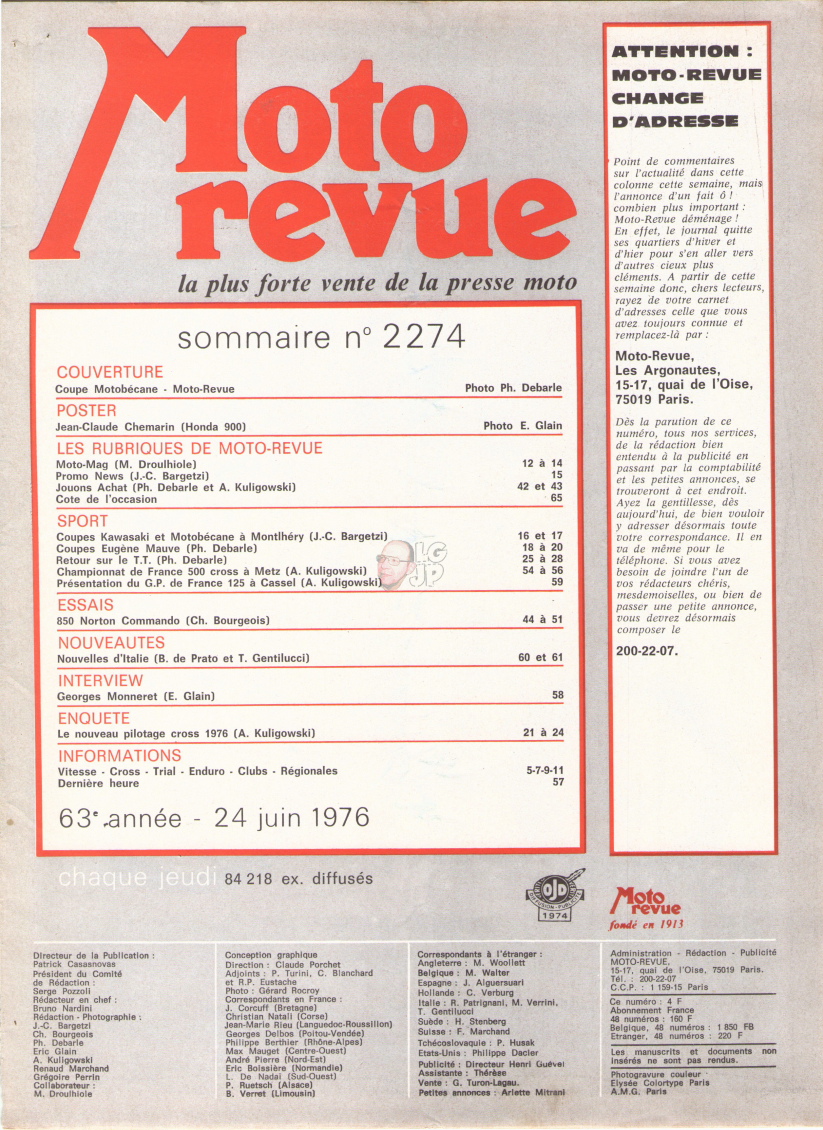 Moto
revue
la plus forte vente de la presse moto
sommaire n° 2274
COUVERTURE
Coupe Motobécane - Moto-Revue Photo Ph. Debarle
POSTER
Jean-Claude Chemarin (Honda 900) Photo E. Glain
LES RUBRIQUES DE MOTO-REVUE
Moto-Mag (M. Droulhiole) 12 à 14
Promo News (J.-C. Bargetzi) 15
Jouons Achat (Ph. Debarle et A. Kuligowski) 42 et 43
Cote de l'occasion 65
SPORT
Coupes Kawasaki et Motobécane à Montlhéry (J.-C. Bargetzi) 16 et 17
Coupes Eugène Mauve (Ph. Debarle) 18 à 20
Retour sur le T.T. (Ph. Debarle) 25 à 28
Championnat de France 500 cross à Metz (A. Kuligowski) 54 à 56
Présentation du G.P. de France 125 à Cassel (A. Kuligowski) 59
ESSAIS
850 Norton Commando (Ch. Bourgeois) 44 à 51
NOUVEAUTES
Nouvelles d'Italie (B. de Prato et T. Gentilucci) 60 et 61
INTERVIEW
Georges Monneret (E. Glain) 58
ENQUETE
Le nouveau pilotage cross 1976 (A. Kuligowski) 21 à 24
INFORMATIONS
Vitesse - Cross - Trial - Enduro - Clubs - Régionales 5-7-9-11
Dernière heure 57
63e année - 24 juin 1976
chaque jeudi 84 218 ex. diffusés
OJD
DIFFUSION-PUBLICITÉ
1974
LG
JP
ATTENTION :
MOTO-REVUE
CHANGE
D'ADRESSE
Point de commentaires
sur l'actualité dans cette
colonne cette semaine, mais
l'annonce d'un fait ô !
combien plus important :
Moto-Revue déménage !
En effet, le journal quitte
ses quartiers d'hiver et
d'hier pour s'en aller vers
d'autres cieux plus
cléments. A partir de cette
semaine donc, chers lecteurs,
rayez de votre carnet
d'adresses celle que vous
avez toujours connue et
remplacez-là par :
Moto-Revue,
Les Argonautes,
15-17, quai de l'Oise,
75019 Paris.
Dès la parution de ce
numéro, tous nos services,
de la rédaction bien
entendu à la publicité en
passant par la comptabilité
et les petites annonces, se
trouveront à cet endroit.
Ayez la gentillesse, dès
aujourd'hui, de bien vouloir
y adresser désormais toute
votre correspondance. Il en
va de même pour le
téléphone. Si vous avez
besoin de joindre l'un de
vos rédacteurs chéris,
mesdemoiselles, ou bien de
passer une petite annonce,
vous devrez désormais
composer le
200-22-07.
Moto
revue
fondé en 1913
Directeur de la Publication :
Patrick Casasnovas
Président du Comité
de Rédaction :
Serge Pozzoli
Rédacteur en chef :
Bruno Nardini
Rédaction - Photographie :
J.-C. Bargetzi
Ch. Bourgeois
Ph. Debarle
Eric Glain
A. Kuligowski
Renaud Marchand
Grégoire Perrin
Collaborateur :
M. Droulhiole
Conception graphique
Direction : Claude Porchet
Adjoints : P. Turini, C. Blanchard
et R.P. Eustache
Photo : Gérard Rocroy
Correspondants en France :
J. Corcuff (Bretagne)
Christian Natali (Corse)
Jean-Marie Rieu (Languedoc-Roussillon)
Georges Delbos (Poitou-Vendée)
Philippe Berthier (Rhône-Alpes)
Max Mauget (Centre-Ouest)
André Pierre (Nord-Est)
Eric Boissière (Normandie)
L. De Nadaï (Sud-Ouest)
P. Ruetsch (Alsace)
B. Verret (Limousin)
Correspondants à l'étranger :
Angleterre : M. Woollett
Belgique : M. Walter
Espagne : J. Alguersuari
Hollande : C. Verburg
Italie : R. Patrignani, M. Verrini,
T. Gentilucci
Suède : H. Stenberg
Suisse : F. Marchand
Tchécoslovaquie : P. Husak
Etats-Unis : Philippe Dacier
Publicité : Directeur Henri Guével
Assistante : Thérèse
Vente : G. Turon-Lagau.
Petites annonces : Arlette Mitrani
Administration - Rédaction - Publicité
MOTO-REVUE,
15-17, quai de l'Oise, 75019 Paris.
Tél. : 200-22-07
C.C.P. : 1 159-15 Paris
Ce numéro : 4 F
Abonnement France
48 numéros : 160 F
Belgique, 48 numéros : 1 850 FB
Etranger, 48 numéros : 220 F
Les manuscrits et documents non
insérés ne sont pas rendus.
Photogravure couleur
Elysée Colortype Paris
A.M.G. Paris